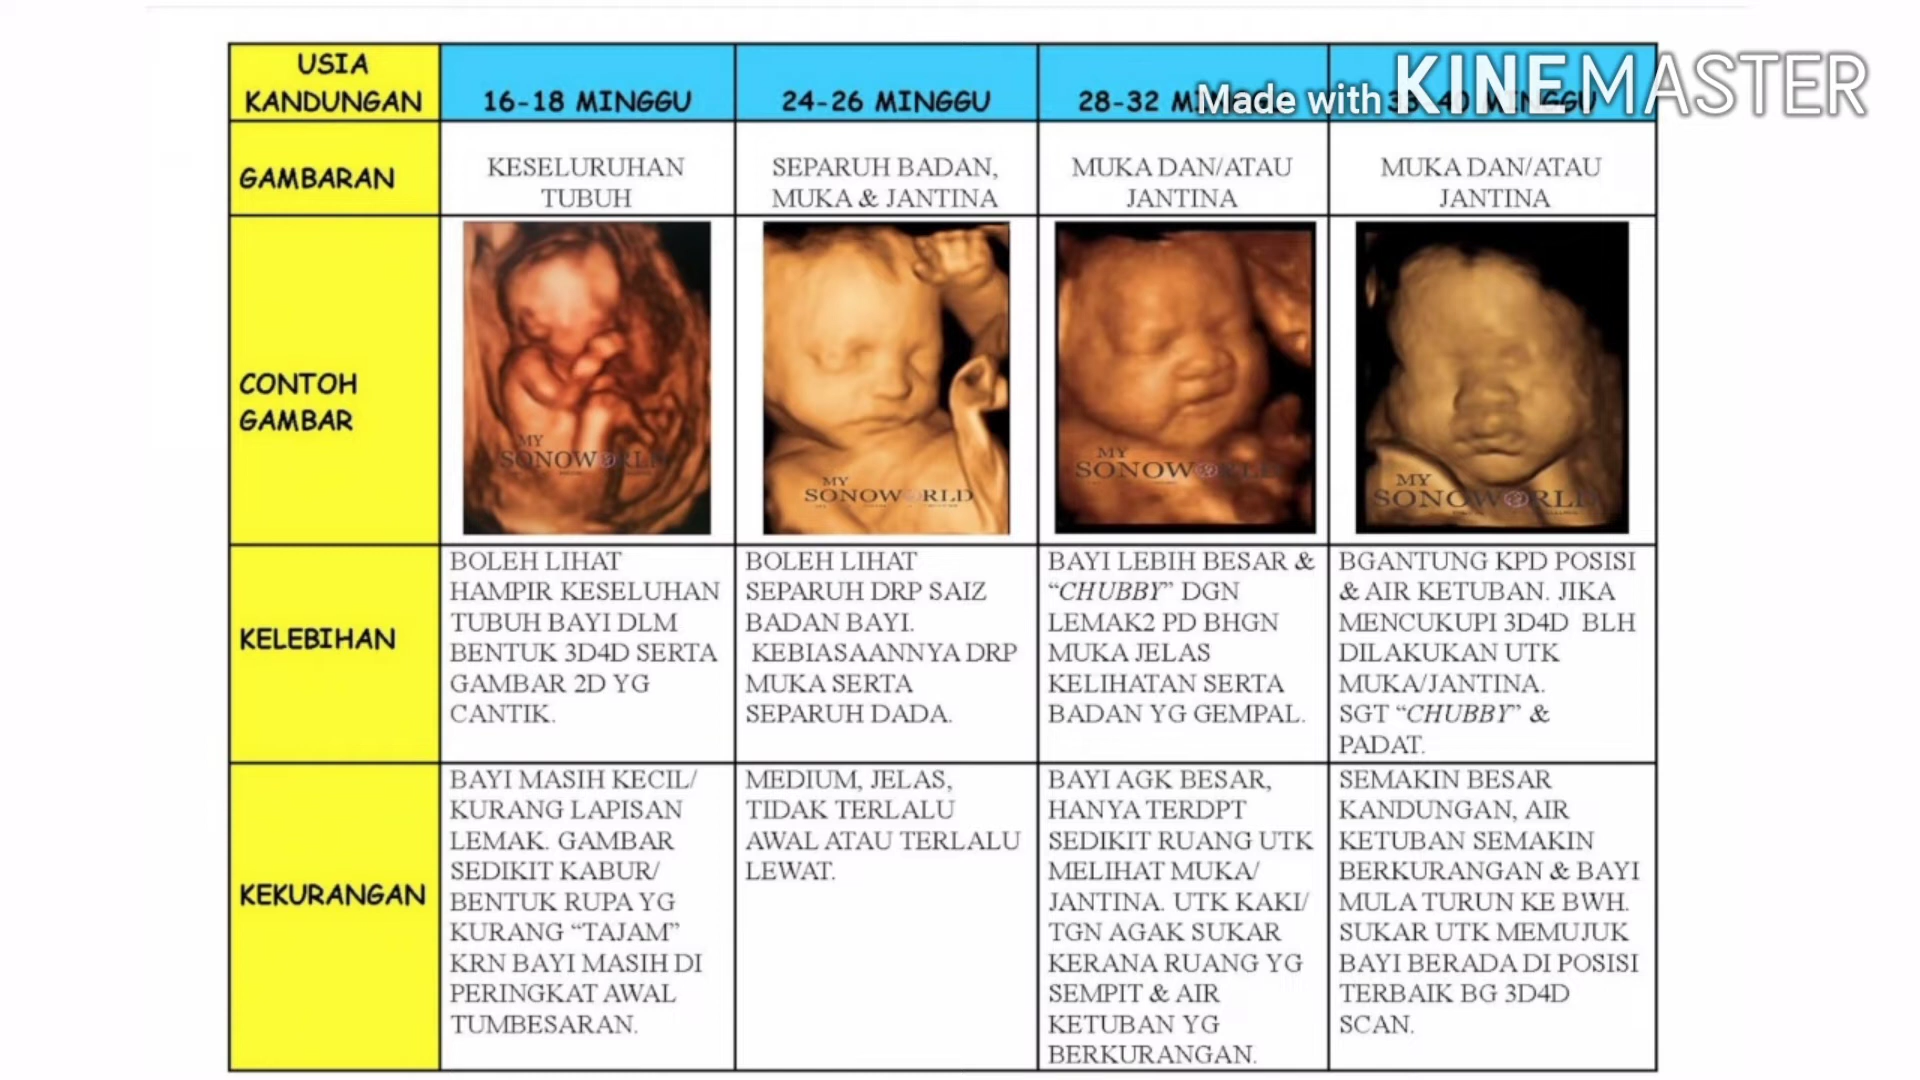 USIA
KANDUNGAN
16-18 MINGGU
24-26 MINGGU
28-32
MINGGU
Made with KINEMASTER
GAMBARAN
KESELURUHAN
TUBUH
SEPARUH BADAN,
MUKA & JANTINA
MUKA DAN/ATAU
JANTINA
MUKA DAN/ATAU
JANTINA
CONTOH
GAMBAR
MY
SONOWORLD
MY
SONOWORLD
MY
SONOWORLD
MY
SONOWORLD
KELEBIHAN
BOLEH LIHAT
HAMPIR KESELUHAN
TUBUH BAYI DLM
BENTUK 3D4D SERTA
GAMBAR 2D YG
CANTIK.
BOLEH LIHAT
SEPARUH DRP SAIZ
BADAN BAYI.
KEBIASAANNYA DRP
MUKA SERTA
SEPARUH DADA.
BAYI LEBIH BESAR &
“CHUBBY” DGN
LEMAK2 PD BHGN
MUKA JELAS
KELIHATAN SERTA
BADAN YG GEMPAL.
BGANTUNG KPD POSISI
& AIR KETUBAN. JIKA
MENCUKUPI 3D4D BLH
DILAKUKAN UTK
MUKA/JANTINA.
SGT “CHUBBY” &
PADAT.
KEKURANGAN
BAYI MASIH KECIL/
KURANG LAPISAN
LEMAK. GAMBAR
SEDIKIT KABUR/
BENTUK RUPA YG
KURANG “TAJAM”
KRN BAYI MASIH DI
PERINGKAT AWAL
TUMBESARAN.
MEDIUM, JELAS,
TIDAK TERLALU
AWAL ATAU TERLALU
LEWAT.
BAYI AGK BESAR,
HANYA TERDPT
SEDIKIT RUANG UTK
MELIHAT MUKA/
JANTINA. UTK KAKI/
TGN AGAK SUKAR
KERANA RUANG YG
SEMPIT & AIR
KETUBAN YG
BERKURANGAN.
SEMAKIN BESAR
KANDUNGAN, AIR
KETUBAN SEMAKIN
BERKURANGAN & BAYI
MULA TURUN KE BWH.
SUKAR UTK MEMUJUK
BAYI BERADA DI POSISI
TERBAIK BG 3D4D
SCAN.